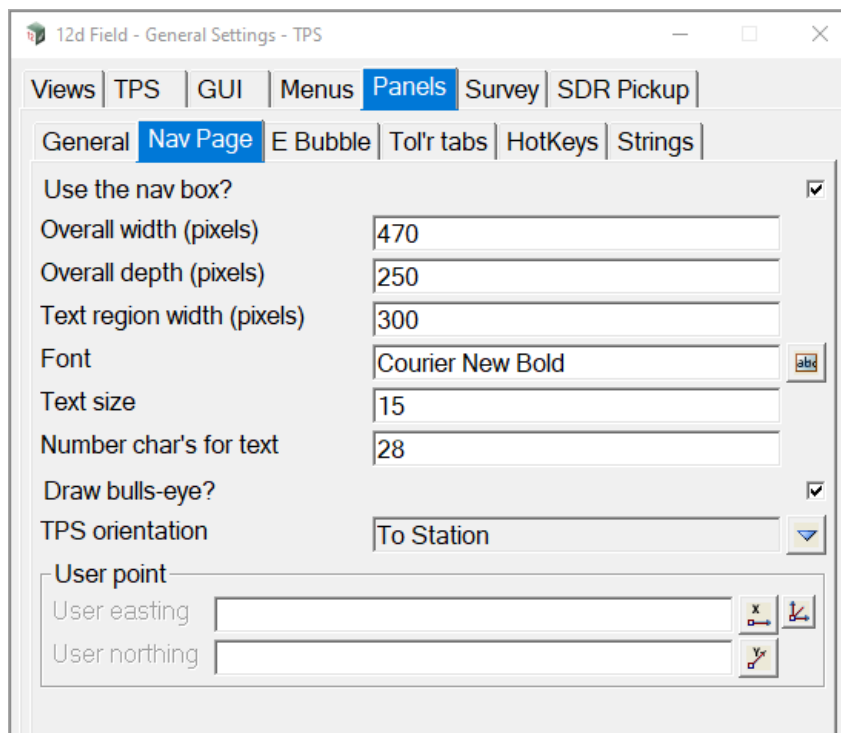 12d Field - General Settings - TPS
Views TPS GUI Menus Panels Survey SDR Pickup
General Nav Page E Bubble Tol'r tabs HotKeys Strings
Use the nav box?
Overall width (pixels) 470
Overall depth (pixels) 250
Text region width (pixels) 300
Font Courier New Bold abc
Text size 15
Number char's for text 28
Draw bulls-eye?
TPS orientation To Station
User point
User easting X
User northing Y